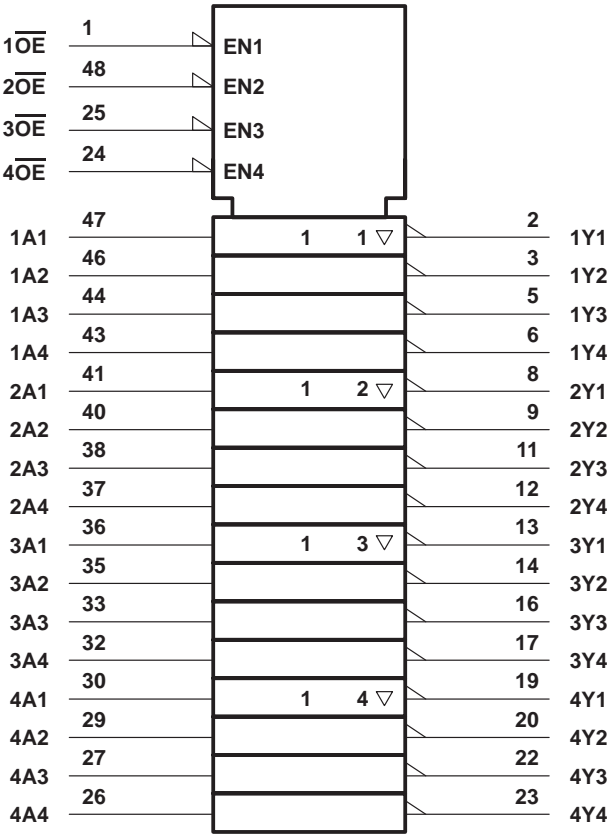 1O̅E̅ 1 EN1
2O̅E̅ 48 EN2
3O̅E̅ 25 EN3
4O̅E̅ 24 EN4
1A1 47 1 1 ▽ 2 1Y1
1A2 46 3 1Y2
1A3 44 5 1Y3
1A4 43 6 1Y4
2A1 41 1 2 ▽ 8 2Y1
2A2 40 9 2Y2
2A3 38 11 2Y3
2A4 37 12 2Y4
3A1 36 1 3 ▽ 13 3Y1
3A2 35 14 3Y2
3A3 33 16 3Y3
3A4 32 17 3Y4
4A1 30 1 4 ▽ 19 4Y1
4A2 29 20 4Y2
4A3 27 22 4Y3
4A4 26 23 4Y4